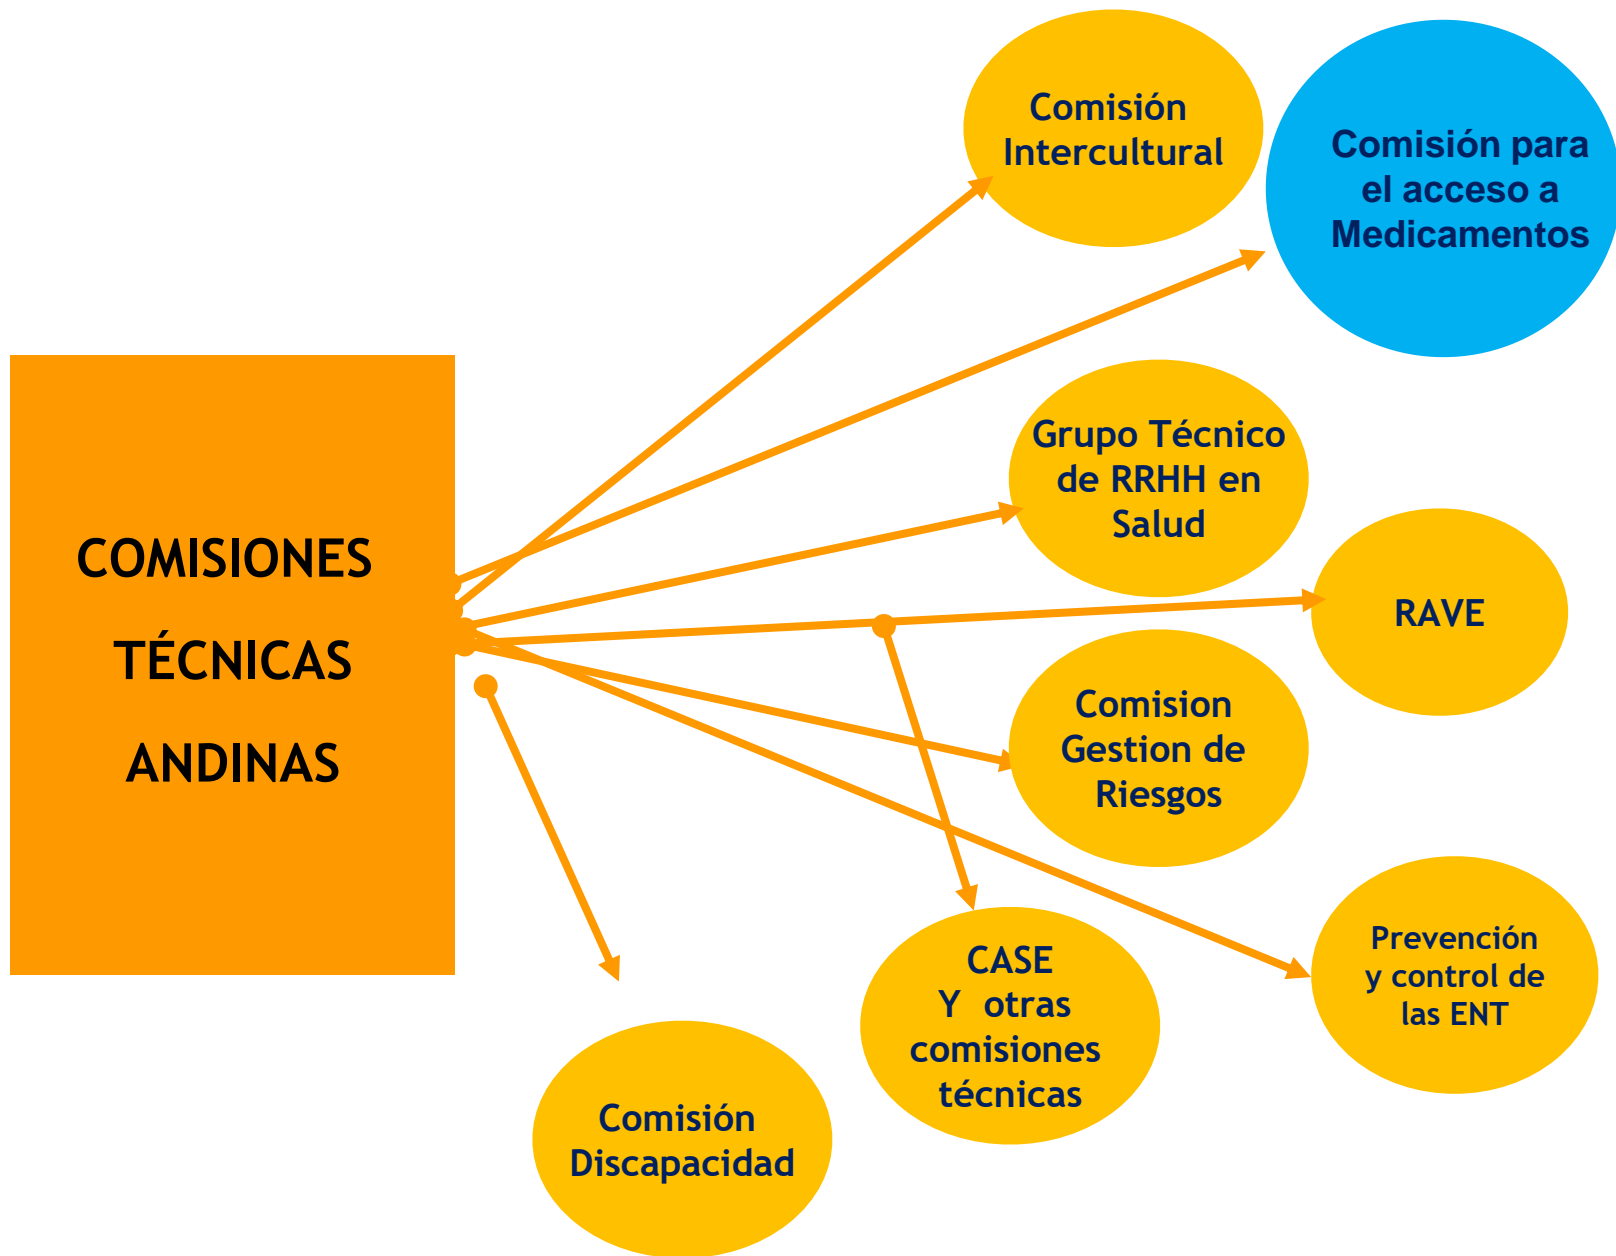 COMISIONES
TÉCNICAS
ANDINAS
Comisión
Intercultural
Comisión para
el acceso a
Medicamentos
Grupo Técnico
de RRHH en
Salud
RAVE
Comision
Gestion de
Riesgos
Prevención
y control de
las ENT
CASE
Y otras
comisiones
técnicas
Comisión
Discapacidad